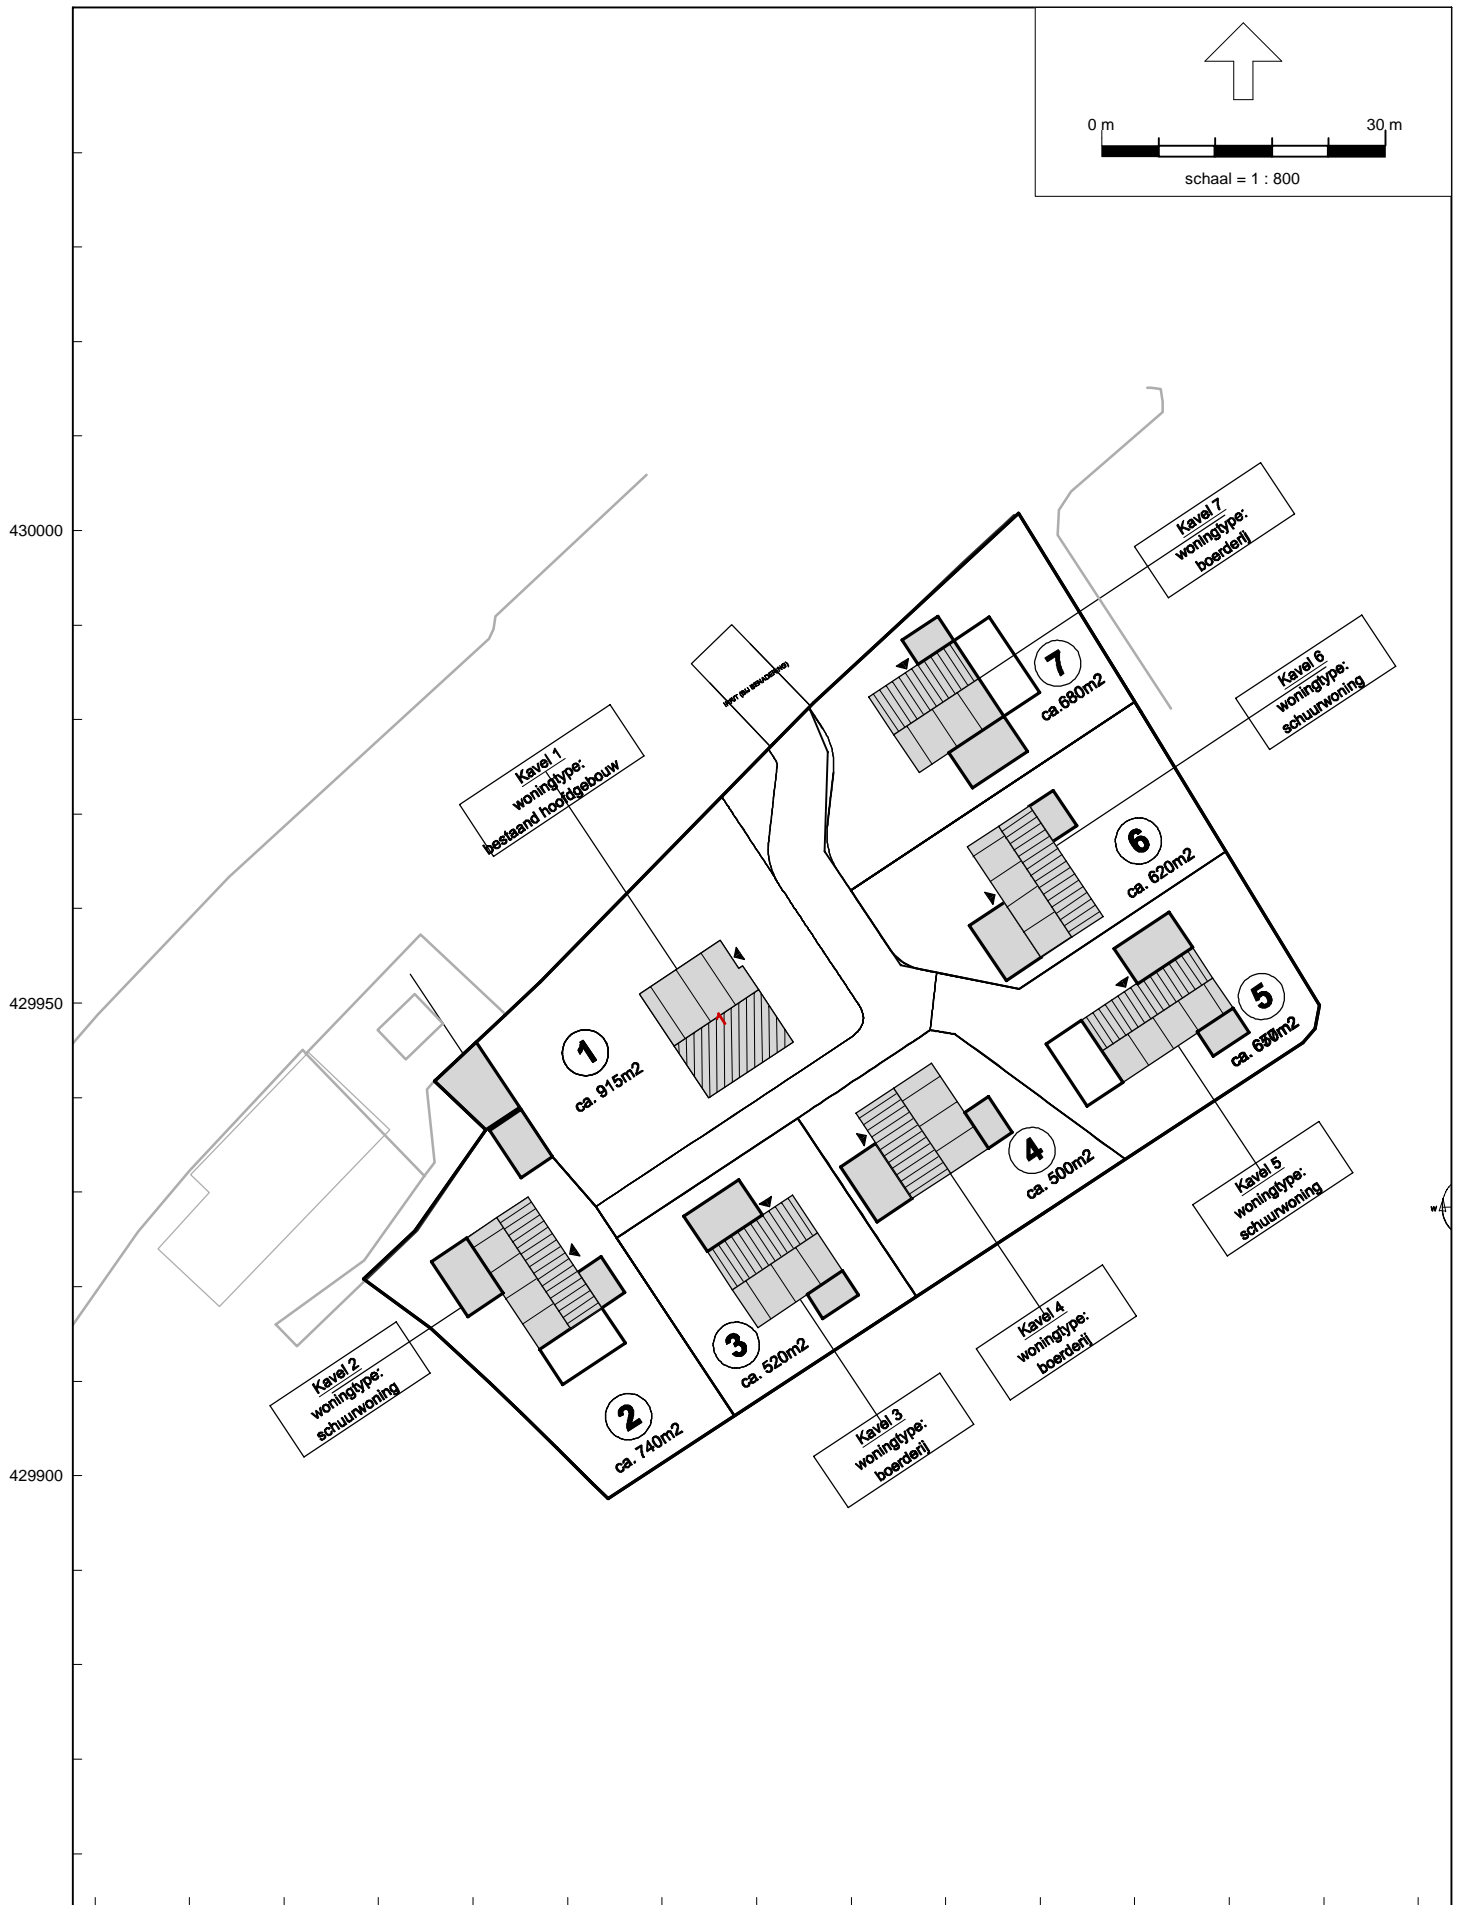 0 m 30 m
schaal = 1 : 800
430000
429950
429900
Kavel 7
woningtype:
boerderij
Kavel 6
woningtype:
schuurwoning
7
ca.680m2
Kavel 1
woningtype:
bestaand hoofdgebouw
6
ca. 620m2
5
1
ca. 915m2
4
ca. 500m2
Kavel 5
woningtype:
schuurwoning
W
3
ca. 520m2
Kavel 4
woningtype:
boerderij
Kavel 2
woningtype:
schuurwoning
2
ca. 740m2
Kavel 3
woningtype:
boerderij